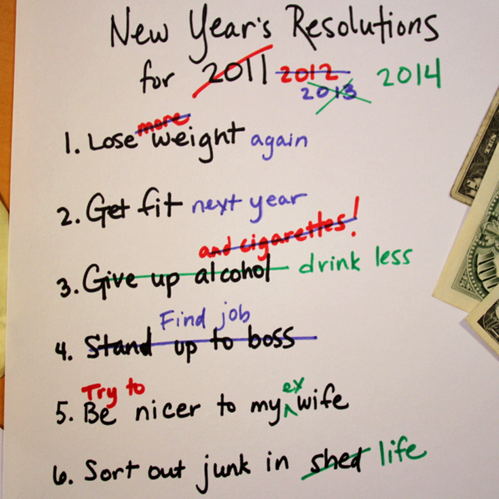 New Year's Resolutions
for 2011 2012 2013 2014
1. Lose more weight again
2. Get fit next year
and cigarettes!
3. Give up alcohol drink less
Find job
4. Stand up to boss
Try to ex
5. Be nicer to my wife
6. Sort out junk in shed life